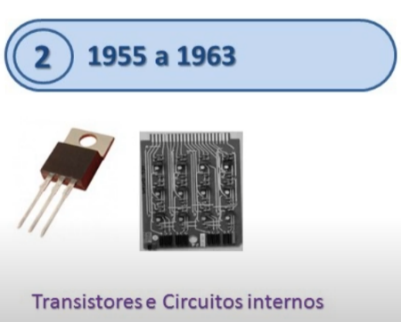 2
1955 a 1963
Transistores e Circuitos internos